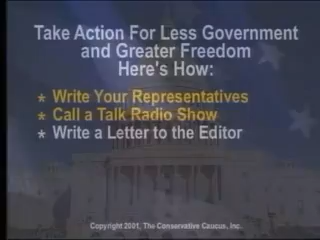 Take Action For Less Government
and Greater Freedom
Here's How:
* Write Your Representatives
* Call a Talk Radio Show
* Write a Letter to the Editor
Copyright 2001, The Conservative Caucus, Inc.